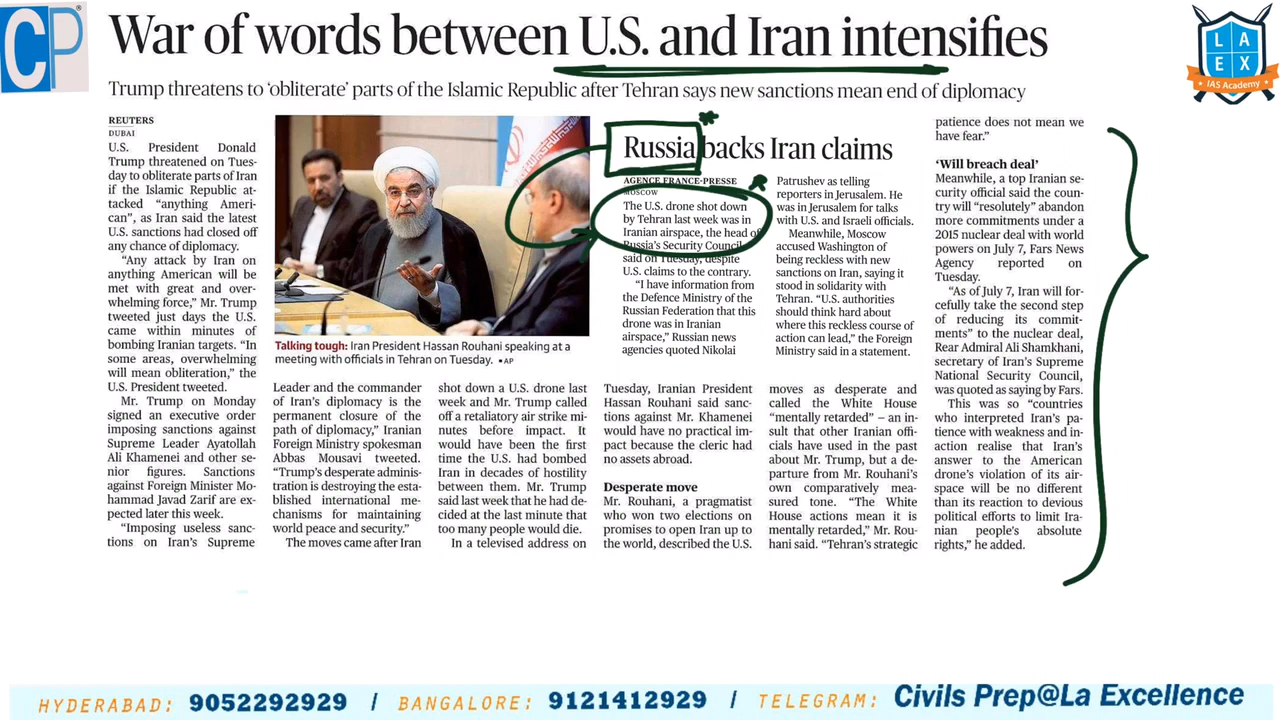 CP
War of words between U.S. and Iran intensifies
LAEX
IAS Academy
Trump threatens to 'obliterate' parts of the Islamic Republic after Tehran says new sanctions mean end of diplomacy
REUTERS
DUBAI
U.S. President Donald
Trump threatened on Tues-
day to obliterate parts of Iran
if the Islamic Republic at-
tacked "anything Ameri-
can", as Iran said the latest
U.S. sanctions had closed off
any chance of diplomacy.
"Any attack by Iran on
anything American will be
met with great and over-
whelming force," Mr. Trump
tweeted just days the U.S.
came within minutes of
bombing Iranian targets. "In
some areas, overwhelming
will mean obliteration," the
U.S. President tweeted.
Mr. Trump on Monday
signed an executive order
imposing sanctions against
Supreme Leader Ayatollah
Ali Khamenei and other se-
nior figures. Sanctions
against Foreign Minister Mo-
hammad Javad Zarif are ex-
pected later this week.
"Imposing useless sanc-
tions on Iran's Supreme
Talking tough: Iran President Hassan Rouhani speaking at a
meeting with officials in Tehran on Tuesday. ▪AP
Leader and the commander
of Iran's diplomacy is the
permanent closure of the
path of diplomacy," Iranian
Foreign Ministry spokesman
Abbas Mousavi tweeted.
"Trump's desperate adminis-
tration is destroying the esta-
blished international me-
chanisms for maintaining
world peace and security."
The moves came after Iran
shot down a U.S. drone last
week and Mr. Trump called
off a retaliatory air strike mi-
nutes before impact. It
would have been the first
time the U.S. had bombed
Iran in decades of hostility
between them. Mr. Trump
said last week that he had de-
cided at the last minute that
too many people would die.
In a televised address on
Russia backs Iran claims
AGENCE FRANCE-PRESSE
MOSCOW
The U.S. drone shot down
by Tehran last week was in
Iranian airspace, the head of
Russia's Security Council
said on Tuesday, despite
U.S. claims to the contrary.
"I have information from
the Defence Ministry of the
Russian Federation that this
drone was in Iranian
airspace," Russian news
agencies quoted Nikolai
Patrushev as telling
reporters in Jerusalem. He
was in Jerusalem for talks
with U.S. and Israeli officials.
Meanwhile, Moscow
accused Washington of
being reckless with new
sanctions on Iran, saying it
stood in solidarity with
Tehran. "U.S. authorities
should think hard about
where this reckless course of
action can lead," the Foreign
Ministry said in a statement.
Tuesday, Iranian President
Hassan Rouhani said sanc-
tions against Mr. Khamenei
would have no practical im-
pact because the cleric had
no assets abroad.
Desperate move
Mr. Rouhani, a pragmatist
who won two elections on
promises to open Iran up to
the world, described the U.S.
moves as desperate and
called the White House
"mentally retarded" – an in-
sult that other Iranian offi-
cials have used in the past
about Mr. Trump, but a de-
parture from Mr. Rouhani's
own comparatively mea-
sured tone. "The White
House actions mean it is
mentally retarded," Mr. Rou-
hani said. "Tehran's strategic
patience does not mean we
have fear."
'Will breach deal'
Meanwhile, a top Iranian se-
curity official said the coun-
try will "resolutely" abandon
more commitments under a
2015 nuclear deal with world
powers on July 7, Fars News
Agency reported on
Tuesday.
"As of July 7, Iran will for-
cefully take the second step
of reducing its commit-
ments" to the nuclear deal,
Rear Admiral Ali Shamkhani,
secretary of Iran's Supreme
National Security Council,
was quoted as saying by Fars.
This was so "countries
who interpreted Iran's pa-
tience with weakness and in-
action realise that Iran's
answer to the American
drone's violation of its air-
space will be no different
than its reaction to devious
political efforts to limit Ira-
nian people's absolute
rights," he added.
HYDERABAD: 9052292929 / BANGALORE: 9121412929 / TELEGRAM: Civils Prep@La Excellence